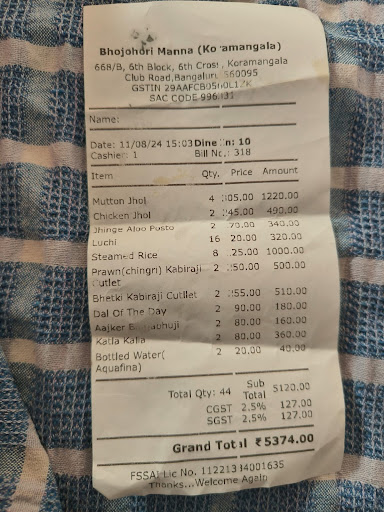 Bhojohori Manna (Koramangala)
668/B, 6th Block, 6th Cross, Koramangala
Club Road, Bangaluru 560095
GSTIN
SAC CODE
Name:
Date: 11/08/24 15:03 Dine In: 10
Cashier: 1 Bill No.: 318
Item Qty. Price Amount
Mutton Jhol 4 305.00 1220.00
Chicken Jhol 2 245.00 490.00
Jhinge Aloo Posto 2 170.00 340.00
Luchi 16 20.00 320.00
Steamed Rice 8 125.00 1000.00
Prawn(chingri) Kabiraji 2 250.00 500.00
Cutlet
Bhetki Kabiraji Cutllet 2 255.00 510.00
Dal Of The Day 2 90.00 180.00
Aajker 2 80.00 160.00
Katla Kalia 2 360.00
Bottled Water( 2 20.00 40.00
Aquafina)
Total Qty: 44 Sub 5120.00
Total
CGST 2.5% 127.00
SGST 2.5% 127.00
Grand Total ₹5374.00
FSSAI Lic No.
Thanks...Welcome Again